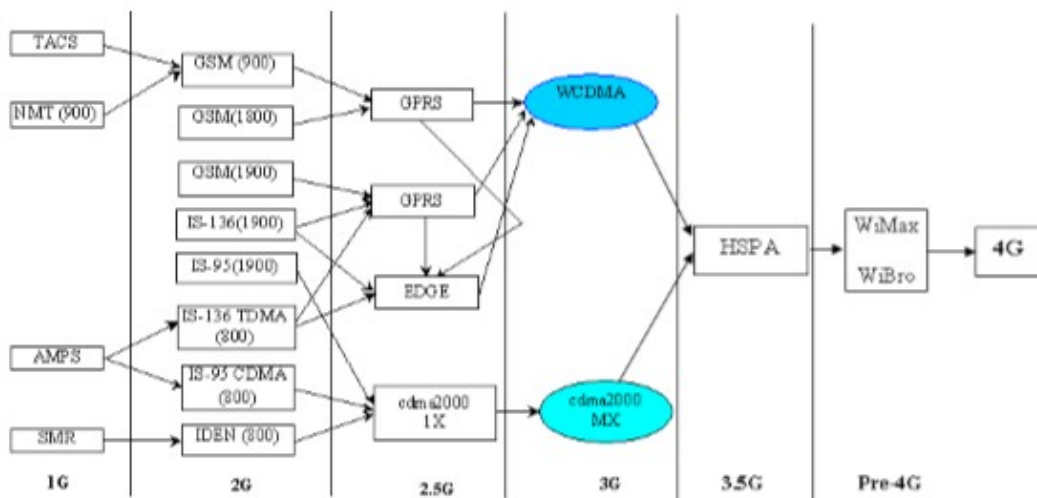 TACS
NMT (900)
AMPS
SMR
1G
GSM (900)
GSM(1800)
GSM(1900)
IS-136(1900)
IS-95(1900)
IS-136 TDMA
(800)
IS-95 CDMA
(800)
IDEN (800)
2G
GPRS
GPRS
EDGE
cdma2000
1X
2.5G
WCDMA
cdma2000
MX
3G
HSPA
3.5G
WiMax
WiBro
Pre-4G
4G